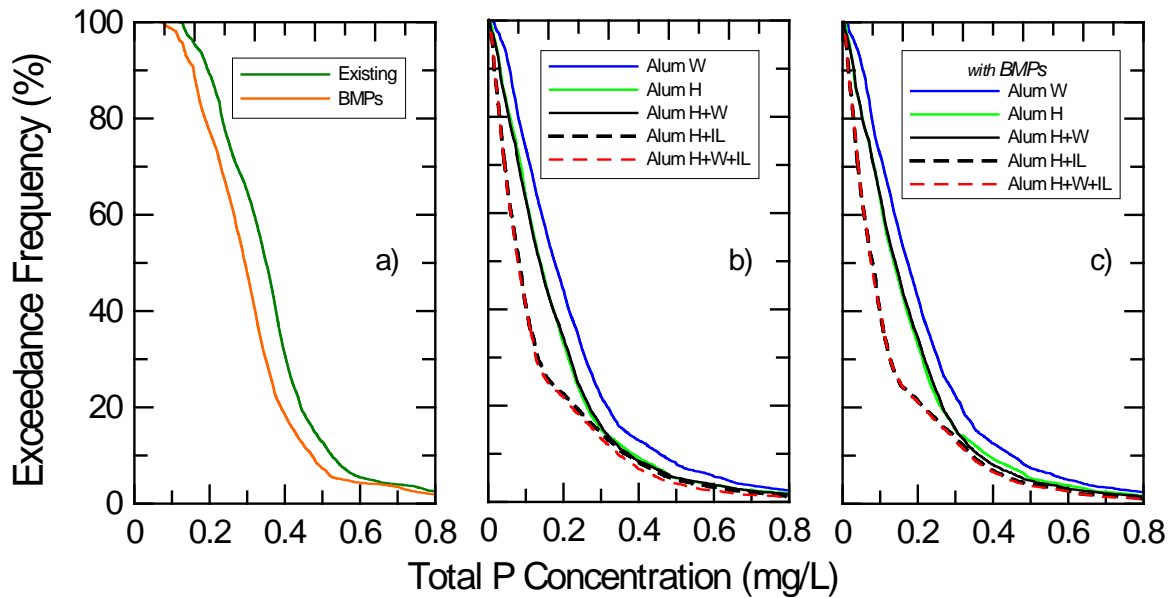 Exceedance Frequency (%)
100
80
60
40
20
0
Existing
BMPs
a)
0
0.2
0.4
0.6
0.8
Alum W
Alum H
Alum H+W
Alum H+IL
Alum H+W+IL
b)
0
0.2
0.4
0.6
0.8
with BMPs
Alum W
Alum H
Alum H+W
Alum H+IL
Alum H+W+IL
c)
0
0.2
0.4
0.6
0.8
Total P Concentration (mg/L)